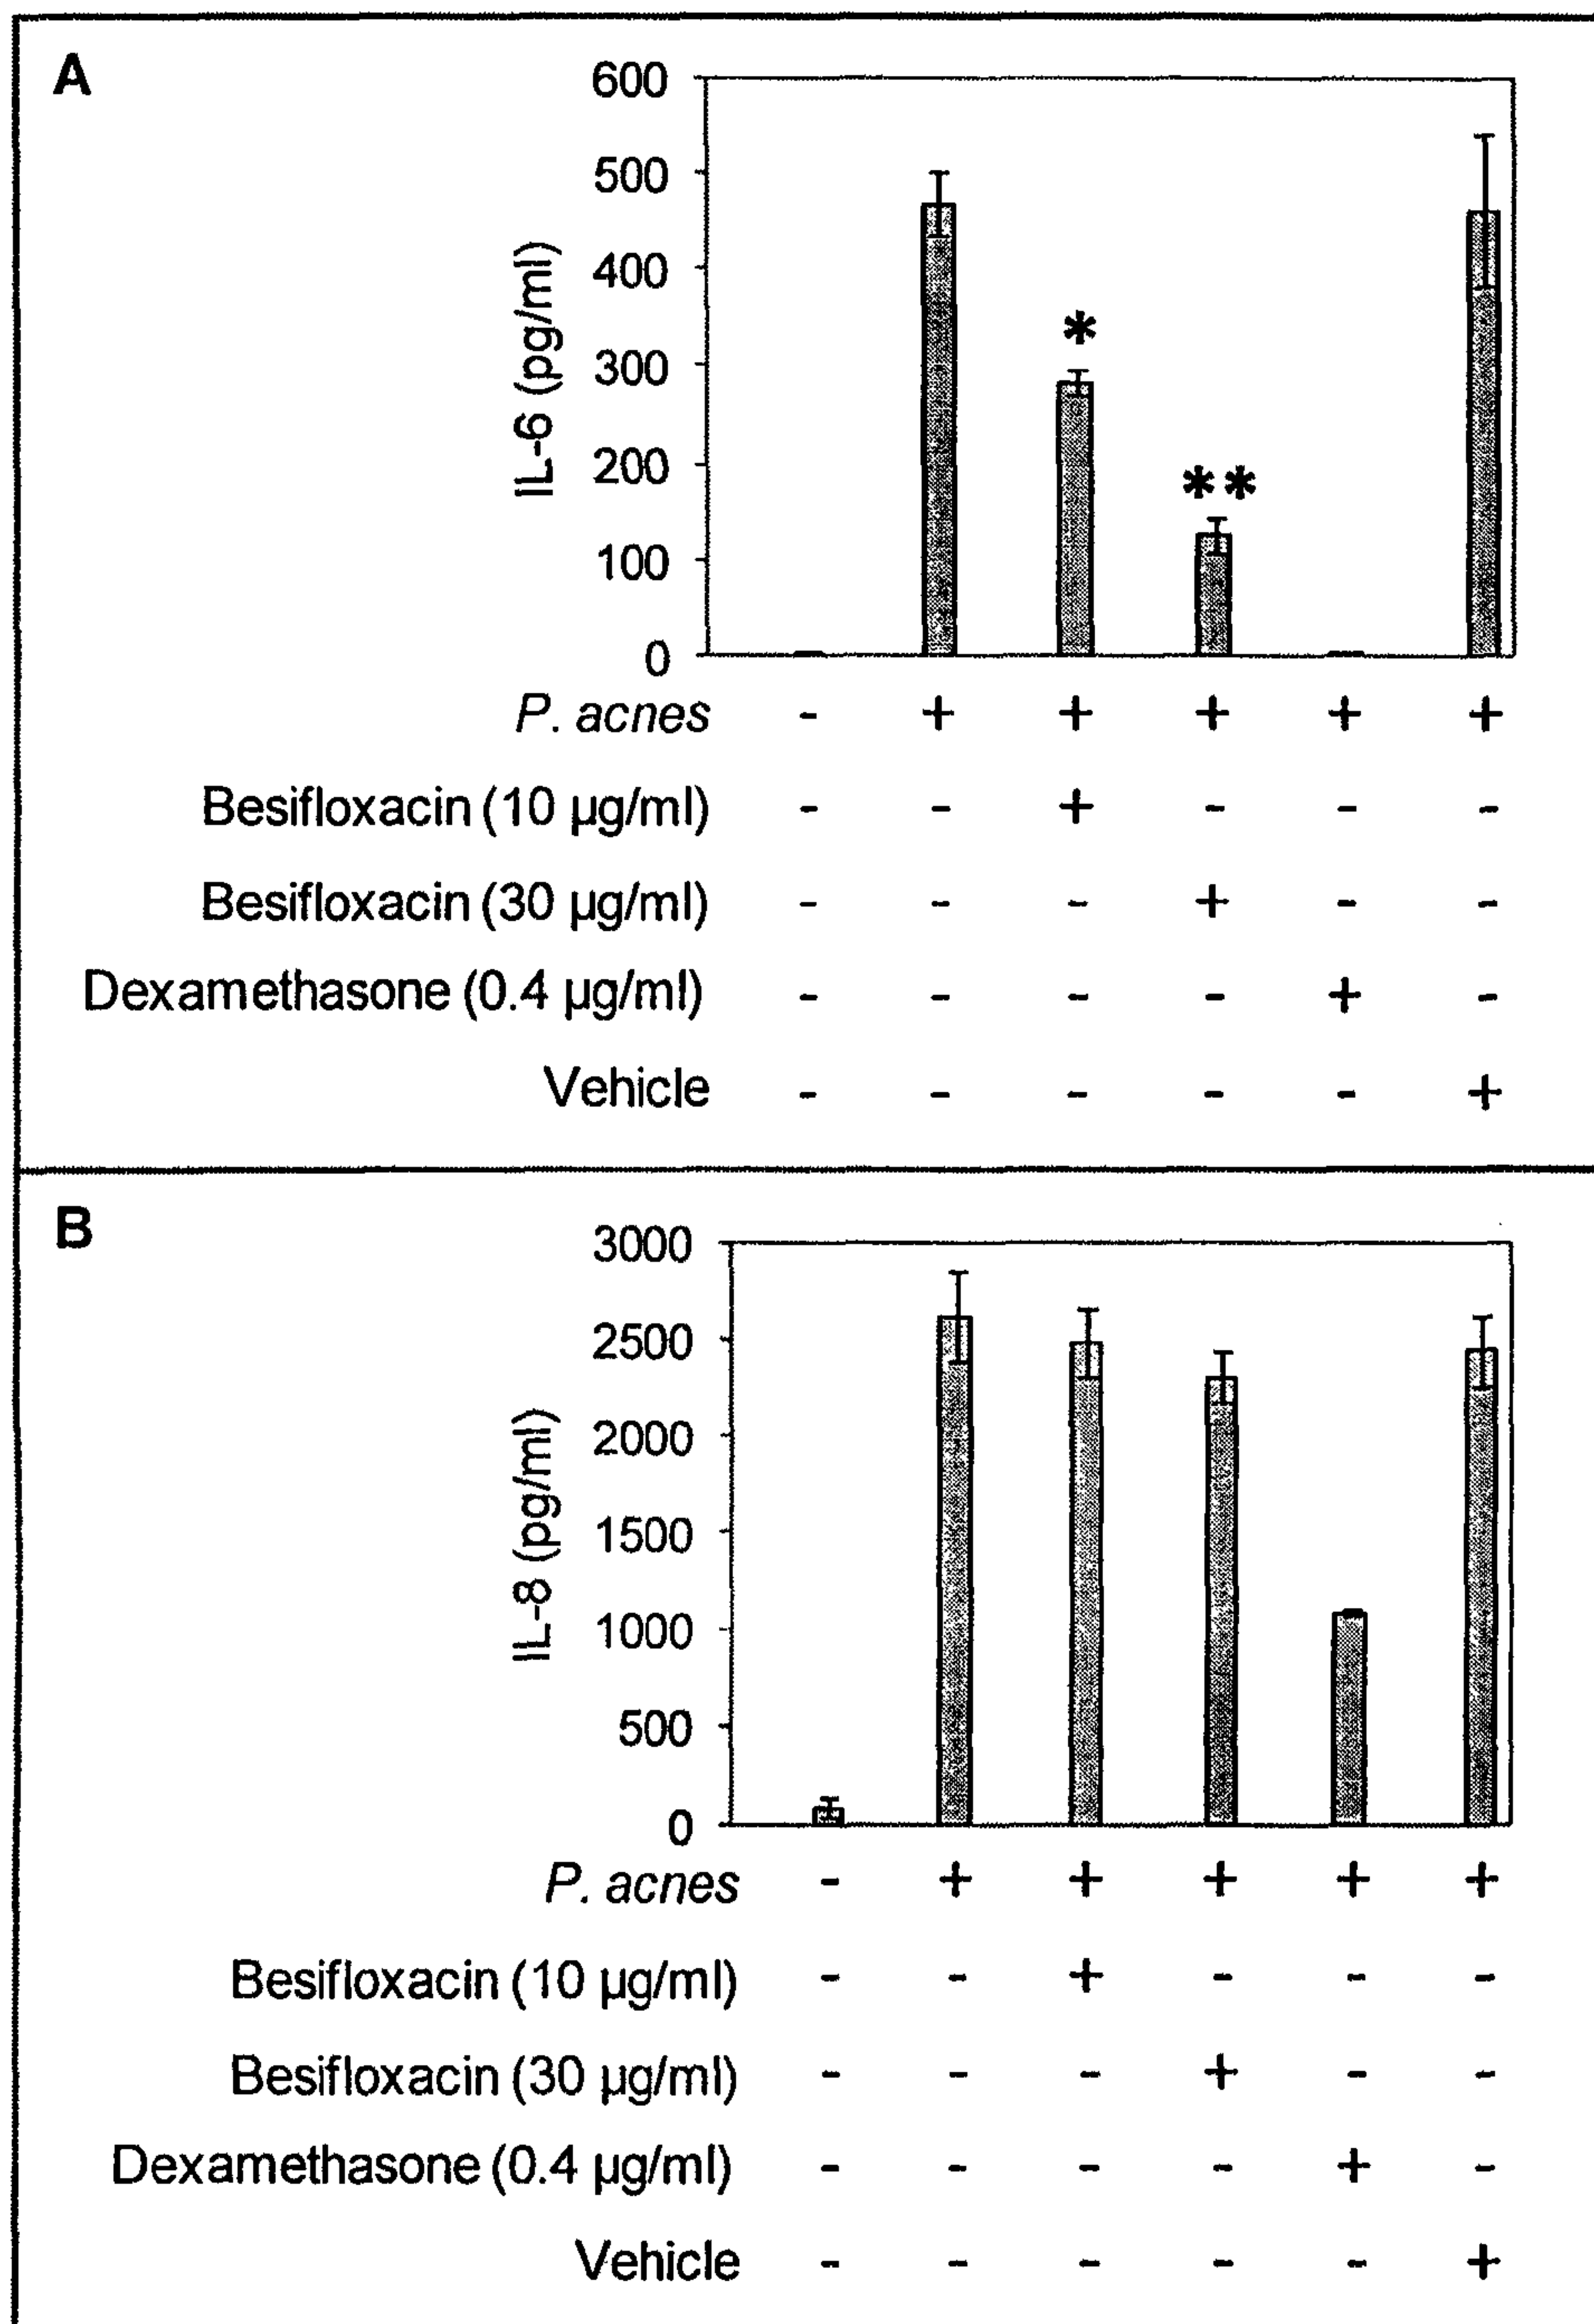 A
600
500
400
300
200
100
0
IL-6 (pg/ml)
*
**
P. acnes - + + + + +
Besifloxacin (10 µg/ml) - - + - - -
Besifloxacin (30 µg/ml) - - - + - -
Dexamethasone (0.4 µg/ml) - - - - + -
Vehicle - - - - - +
B
3000
2500
2000
1500
1000
500
0
IL-8 (pg/ml)
P. acnes - + + + + +
Besifloxacin (10 µg/ml) - - + - - -
Besifloxacin (30 µg/ml) - - - + - -
Dexamethasone (0.4 µg/ml) - - - - + -
Vehicle - - - - - +